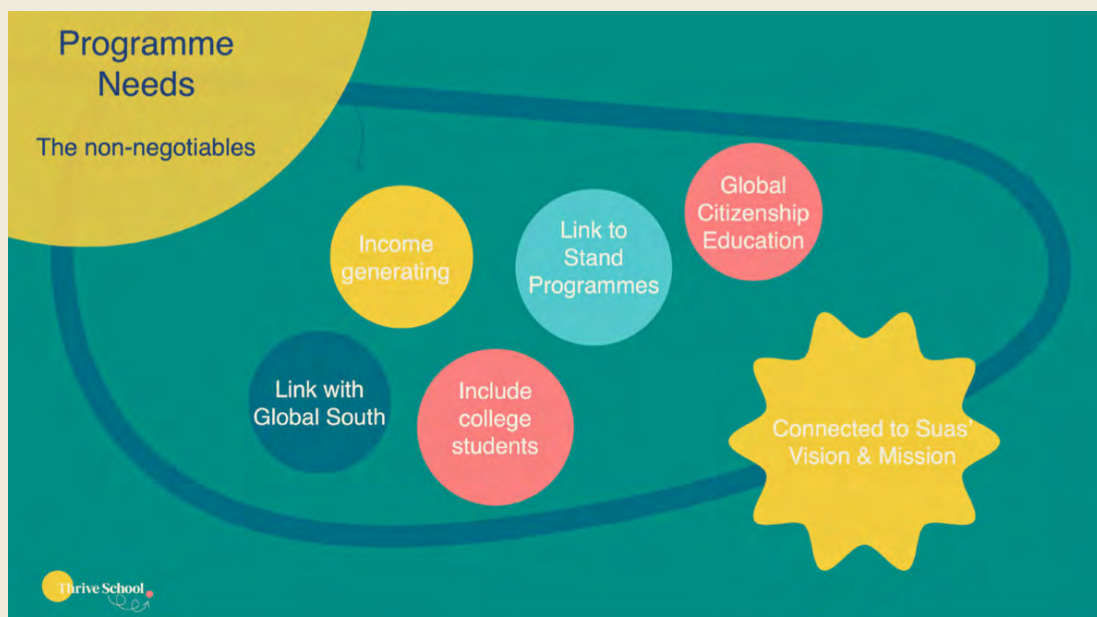 Programme
Needs
The non-negotiables
Global
Citizenship
Education
Link to
Stand
Programmes
Income
generating
Link with
Global South
Include
college
students
Connected to Suas'
Vision & Mission
Thrive School